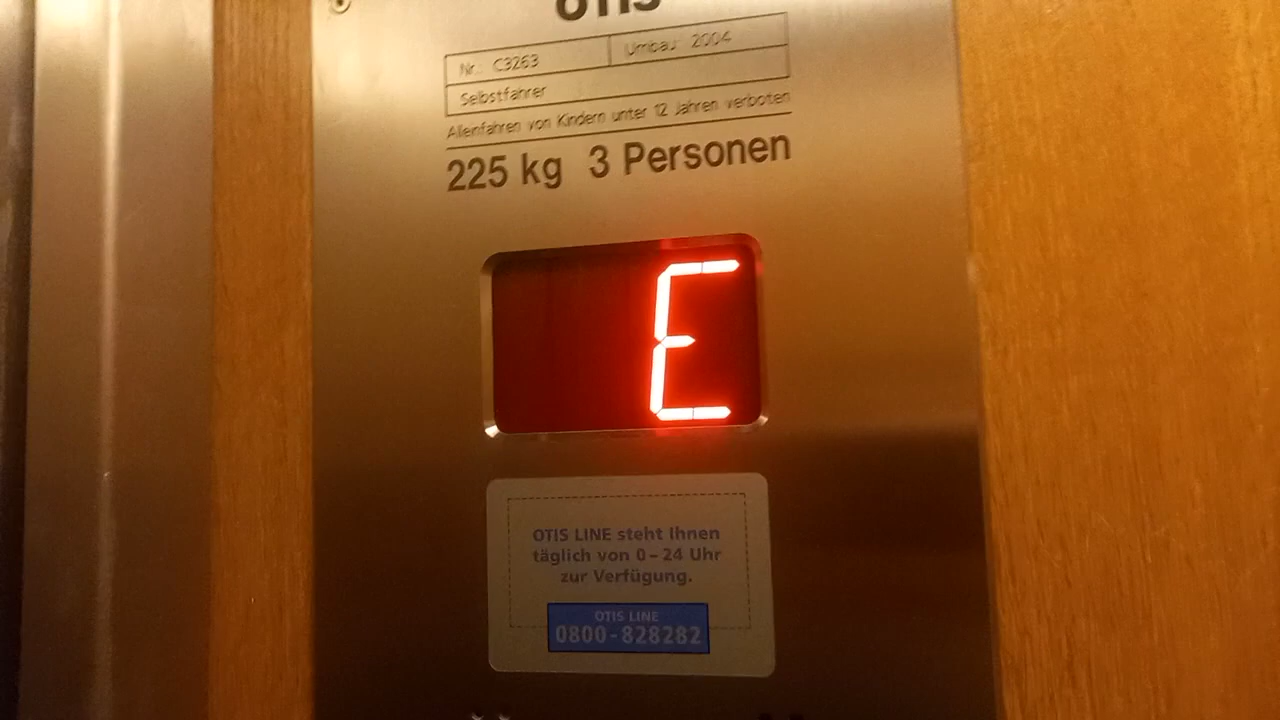 OTIS
Nr.: C3263 Umbau: 2004
Selbstfahrer
Alleinfahren von Kindern unter 12 Jahren verboten
225 kg 3 Personen
E
OTIS LINE steht Ihnen
täglich von 0 – 24 Uhr
zur Verfügung.
OTIS LINE
0800 - 828282